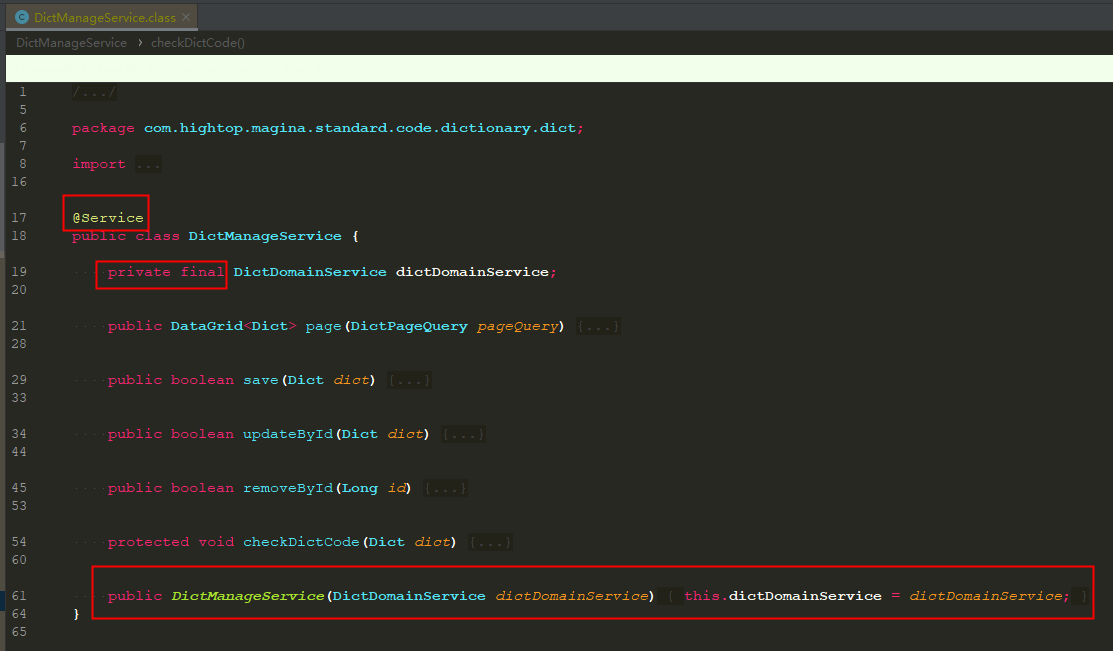 DictManageService.class
DictManageService › checkDictCode()
1 /.../
5
6 package com.hightop.magina.standard.code.dictionary.dict;
7
8 import ...
16
17 @Service
18 public class DictManageService {
19 private final DictDomainService dictDomainService;
20
21 public DataGrid<Dict> page(DictPageQuery pageQuery) {...}
28
29 public boolean save(Dict dict) {...}
33
34 public boolean updateById(Dict dict) {...}
44
45 public boolean removeById(Long id) {...}
53
54 protected void checkDictCode(Dict dict) {...}
60
61 public DictManageService(DictDomainService dictDomainService) { this.dictDomainService = dictDomainService; }
64 }
65